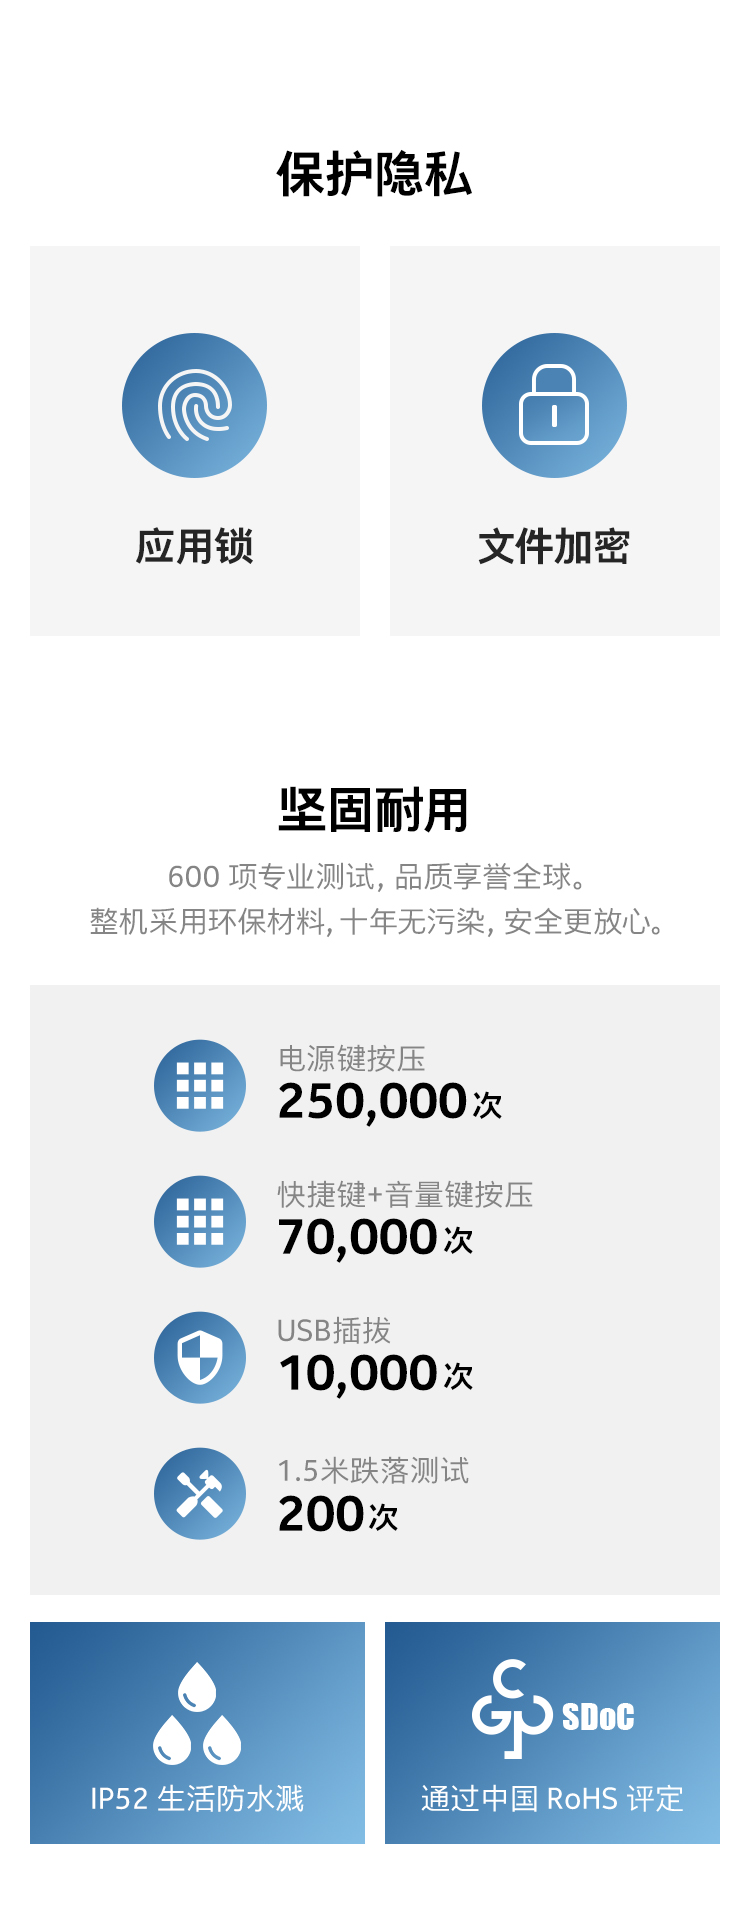 保护隐私
应用锁
文件加密
坚固耐用
600 项专业测试, 品质享誉全球。
整机采用环保材料, 十年无污染, 安全更放心。
电源键按压
250,000次
快捷键+音量键按压
70,000次
USB插拔
10,000次
1.5米跌落测试
200次
IP52 生活防水溅
CGP SDoC
通过中国 RoHS 评定